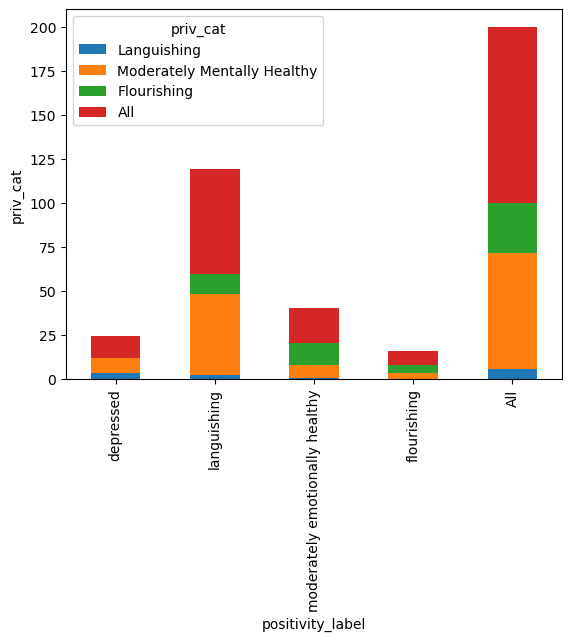 priv_cat
Languishing
Moderately Mentally Healthy
Flourishing
All
200
175
150
125
100
75
50
25
0
priv_cat
depressed
languishing
moderately emotionally healthy
flourishing
All
positivity_label